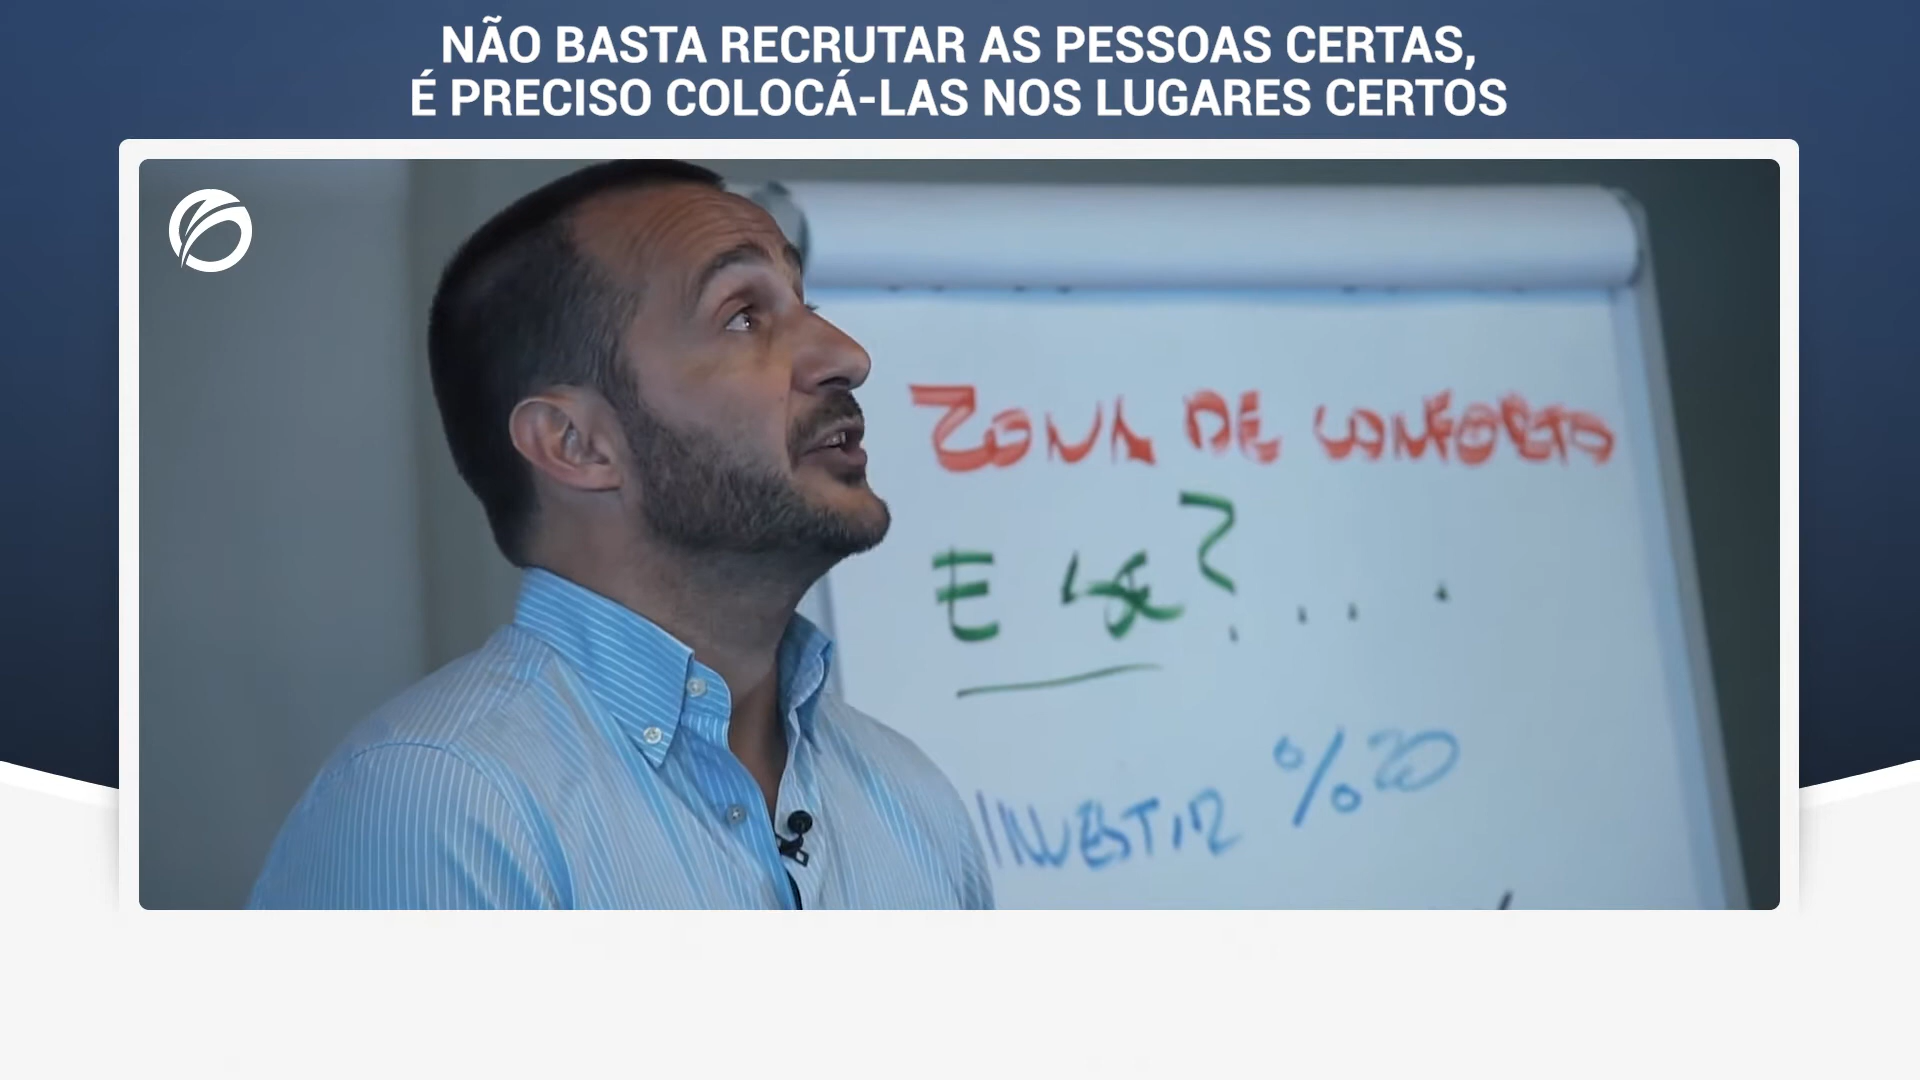 NÃO BASTA RECRUTAR AS PESSOAS CERTAS,
É PRECISO COLOCÁ-LAS NOS LUGARES CERTOS
ZONA DE CONFORTO
E SE? ....
INVESTIR % 20